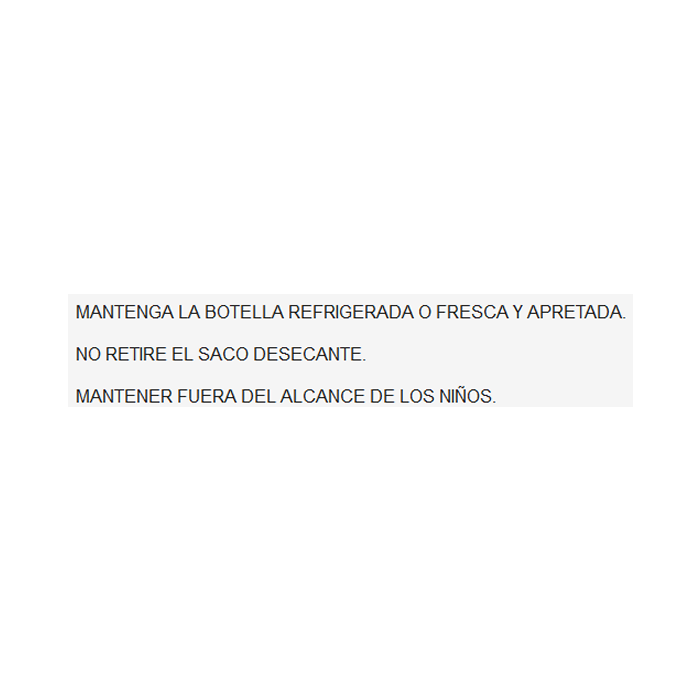 MANTENGA LA BOTELLA REFRIGERADA O FRESCA Y APRETADA.
NO RETIRE EL SACO DESECANTE.
MANTENER FUERA DEL ALCANCE DE LOS NIÑOS.